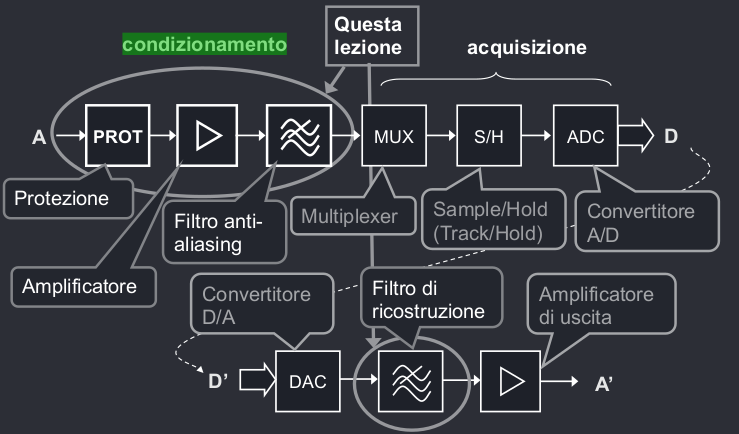 Questa
lezione
condizionamento
acquisizione
A
PROT
MUX
S/H
ADC
D
Protezione
Amplificatore
Filtro anti-
aliasing
Multiplexer
Sample/Hold
(Track/Hold)
Convertitore
A/D
Convertitore
D/A
Filtro di
ricostruzione
Amplificatore
di uscita
D’
DAC
A’